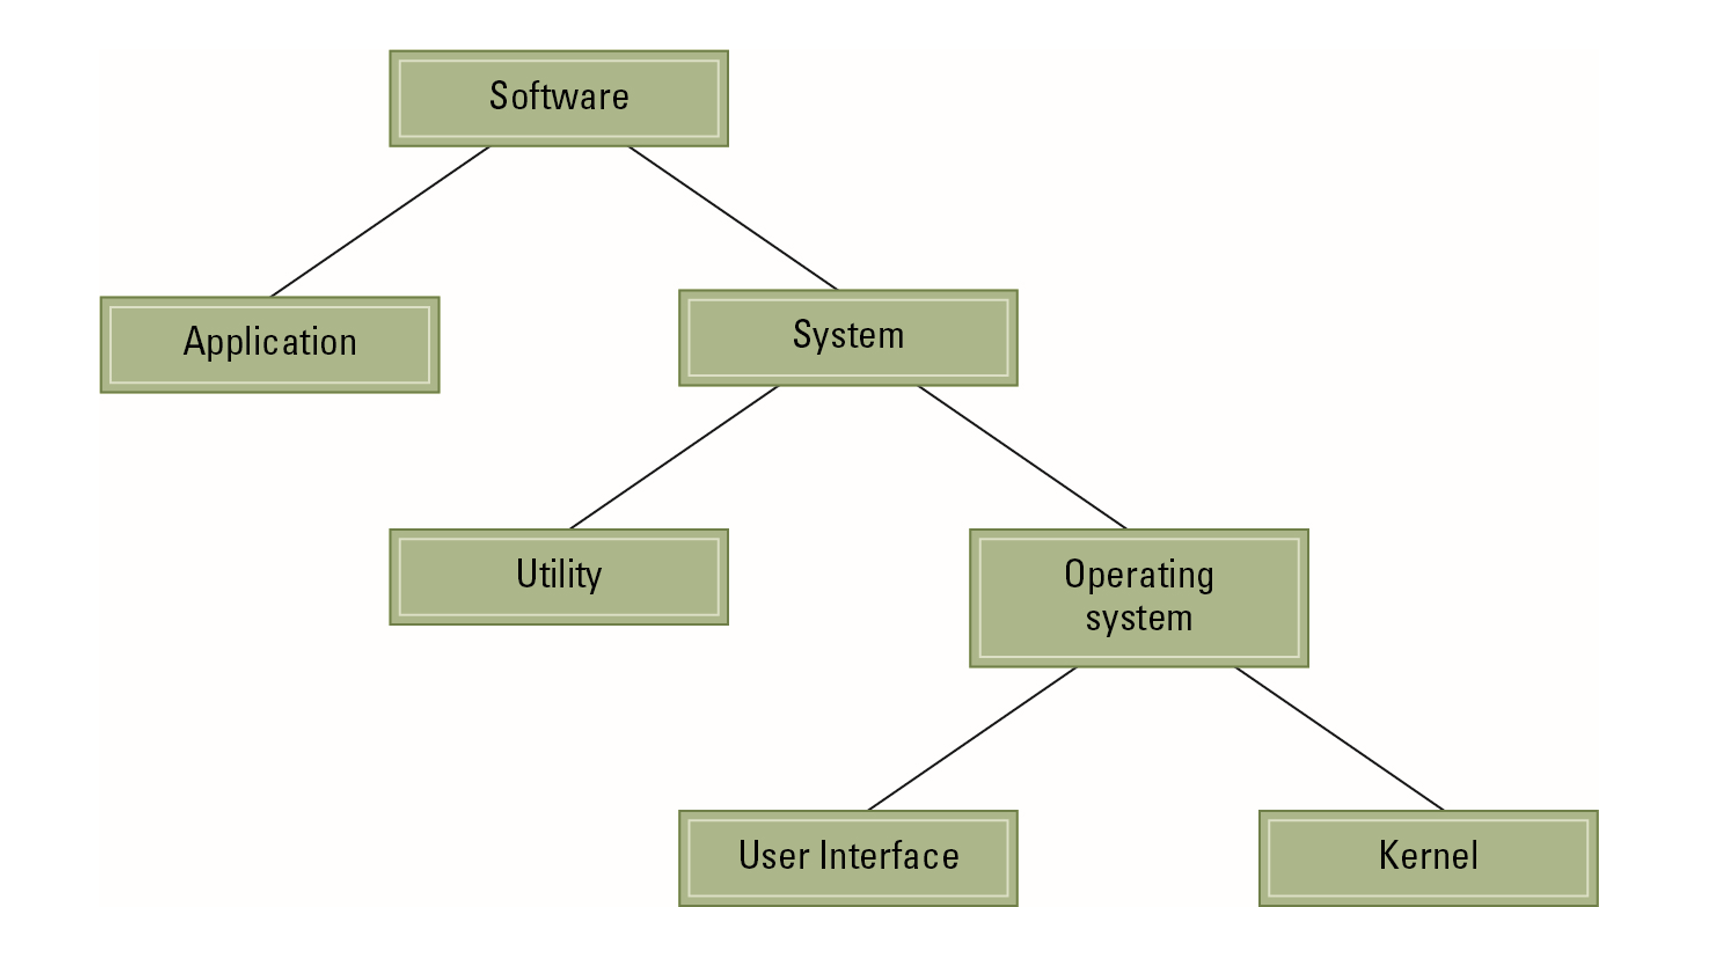 Software
Application
System
Utility
Operating
system
User Interface
Kernel